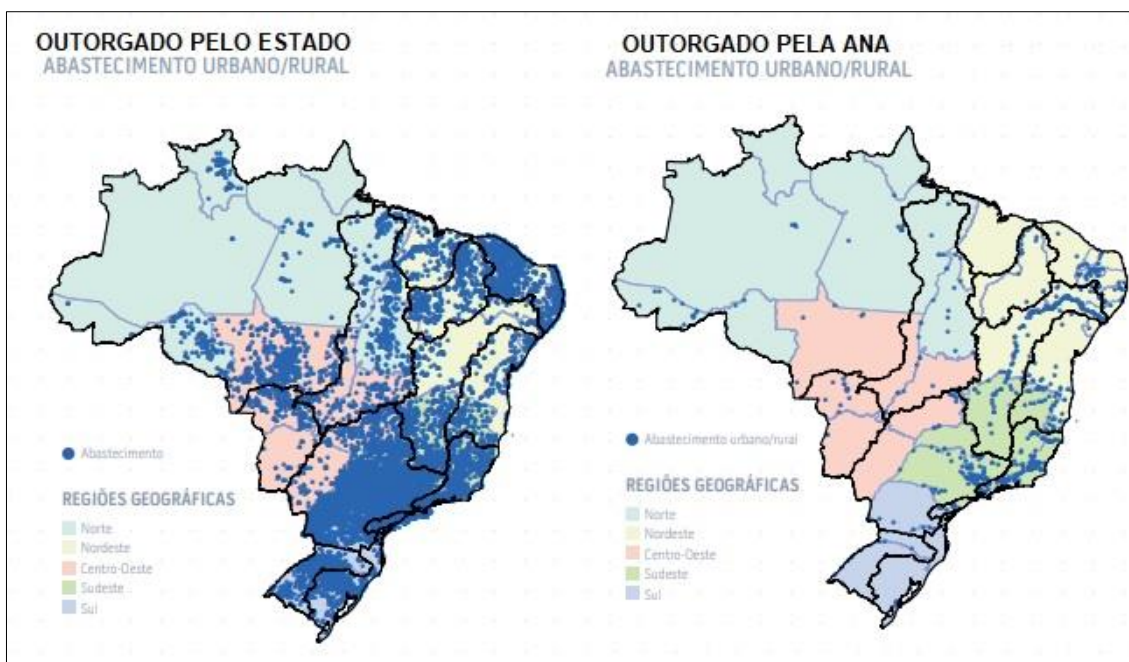 OUTORGADO PELO ESTADO
ABASTECIMENTO URBANO/RURAL
Abastecimento
REGIÕES GEOGRÁFICAS
Norte
Nordeste
Centro-Oeste
Sudeste
Sul
OUTORGADO PELA ANA
ABASTECIMENTO URBANO/RURAL
Abastecimento urbano/rural
REGIÕES GEOGRÁFICAS
Norte
Nordeste
Centro-Oeste
Sudeste
Sul